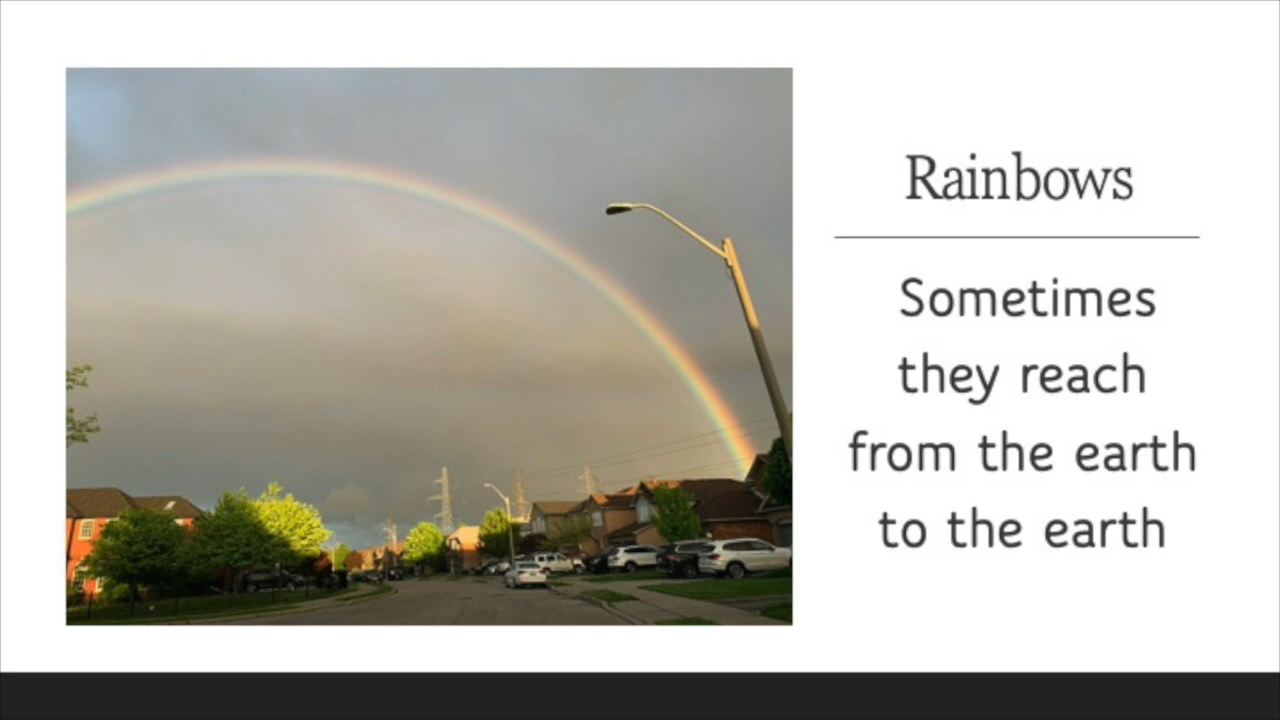 Rainbows
Sometimes
they reach
from the earth
to the earth